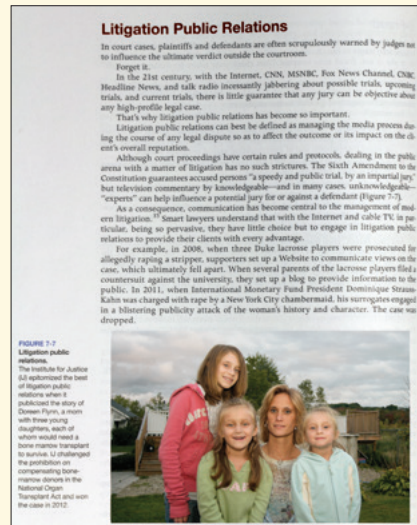 Litigation Public Relations
In court cases, plaintiffs and defendants are often scrupulously warned by judges not
to influence the ultimate verdict outside the courtroom.
Forget it.
In the 21st century, with the Internet, CNN, MSNBC, Fox News Channel, CNBC,
Headline News, and talk radio incessantly jabbering about possible trials, upcoming
trials, and current trials, there is little guarantee that any jury can be objective about
any high-profile legal case.
That's why litigation public relations has become so important.
Litigation public relations can best be defined as managing the media process dur-
ing the course of any legal dispute so as to affect the outcome or its impact on the cli-
ent's overall reputation.
Although court proceedings have certain rules and protocols, dealing in the public
arena with a matter of litigation has no such strictures. The Sixth Amendment to the
Constitution guarantees accused persons "a speedy and public trial, by an impartial jury,"
but television commentary by knowledgeable—and in many cases, unknowledgeable—
"experts" can help influence a potential jury for or against a defendant (Figure 7-7).
As a consequence, communication has become central to the management of mod-
ern litigation. Smart lawyers understand that with the Internet and cable TV, in par-
ticular, being so pervasive, they have little choice but to engage in litigation public
relations to provide their clients with every advantage.
For example, in 2008, when three Duke lacrosse players were prosecuted for
allegedly raping a stripper, supporters set up a Website to communicate views on the
case, which ultimately fell apart. When several parents of the lacrosse players filed a
countersuit against the university, they set up a blog to provide information to the
public. In 2011, when International Monetary Fund President Dominique Strauss-
Kahn was charged with rape by a New York City chambermaid, his surrogates engaged
in a blistering publicity attack of the woman's history and character. The case was
dropped.
FIGURE 7-7
Litigation public
relations.
The Institute for Justice
(IJ) epitomized the best
of litigation public
relations when it
publicized the story of
Doreen Flynn, a mom
with three young
daughters, each of
whom would need a
bone marrow transplant
to survive. IJ challenged
the prohibition on
compensating bone-
marrow donors in the
National Organ
Transplant Act and won
the case in 2012.